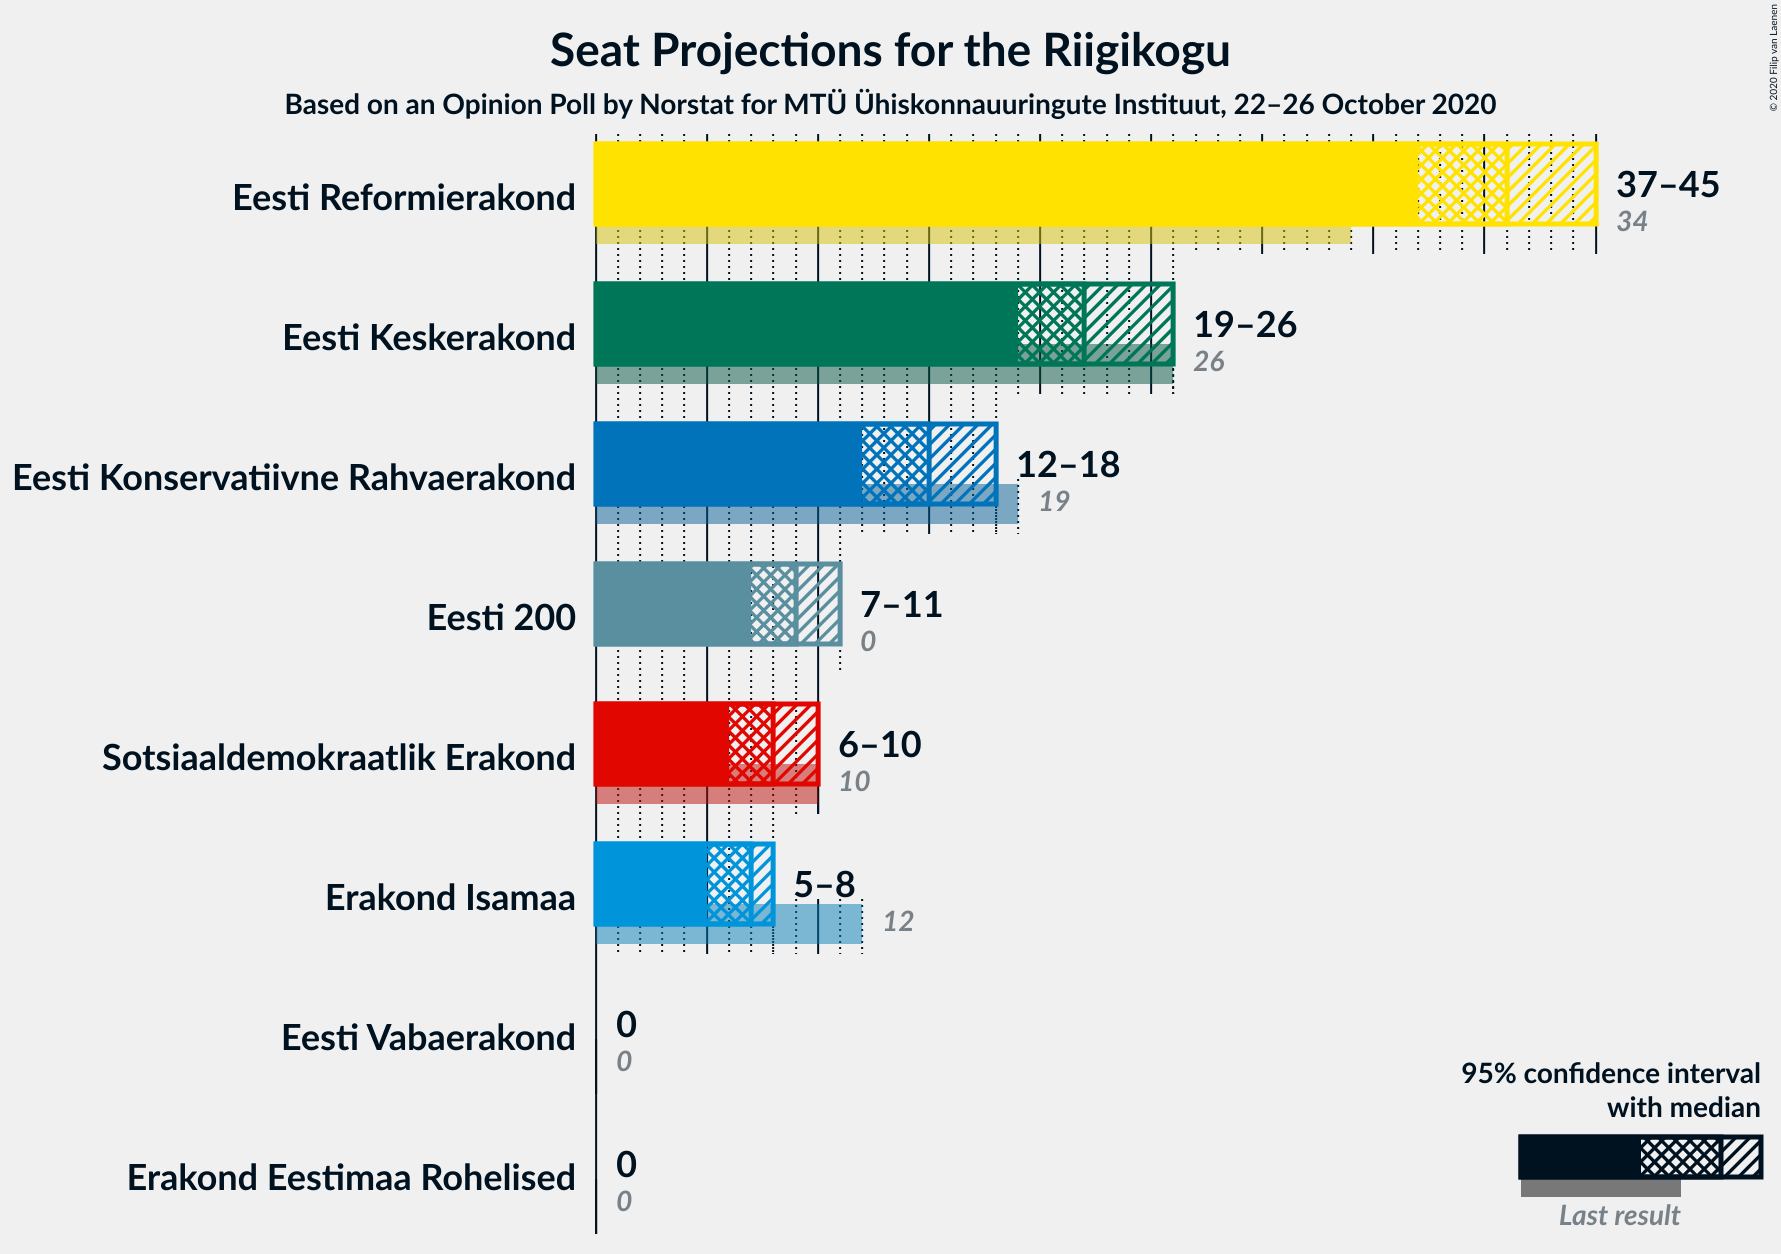 Seat Projections for the Riigikogu
Based on an Opinion Poll by Norstat for MTÜ Ühiskonnauuringute Instituut, 22–26 October 2020
© 2020 Filip van Laenen
Eesti Reformierakond
37–45
34
Eesti Keskerakond
19–26
26
Eesti Konservatiivne Rahvaerakond
12–18
19
Eesti 200
7–11
0
Sotsiaaldemokraatlik Erakond
6–10
10
Erakond Isamaa
5–8
12
Eesti Vabaerakond
0
0
Erakond Eestimaa Rohelised
0
0
95% confidence interval
with median
Last result